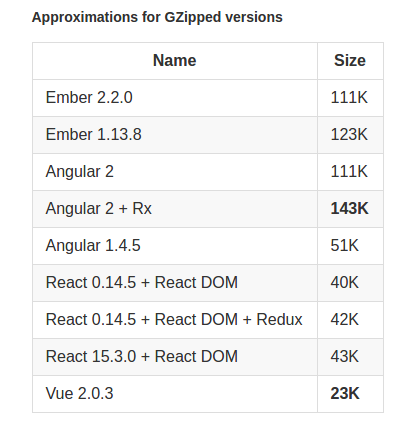 Approximations for GZipped versions
Name Size
Ember 2.2.0 111K
Ember 1.13.8 123K
Angular 2 111K
Angular 2 + Rx 143K
Angular 1.4.5 51K
React 0.14.5 + React DOM 40K
React 0.14.5 + React DOM + Redux 42K
React 15.3.0 + React DOM 43K
Vue 2.0.3 23K